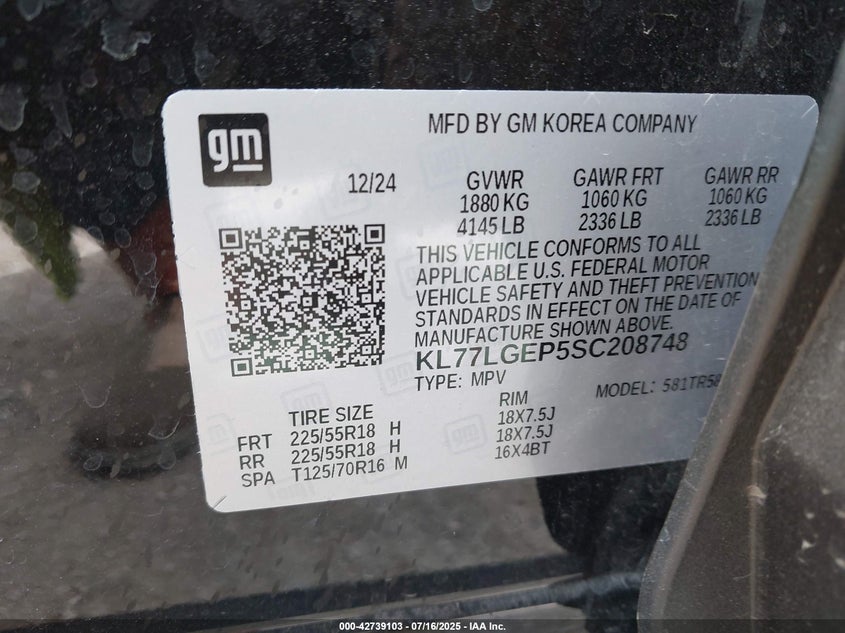 gm
MFD BY GM KOREA COMPANY
12/24
GVWR GAWR FRT GAWR RR
1880 KG 1060 KG 1060 KG
4145 LB 2336 LB 2336 LB
THIS VEHICLE CONFORMS TO ALL
APPLICABLE U.S. FEDERAL MOTOR
VEHICLE SAFETY AND THEFT PREVENTION
STANDARDS IN EFFECT ON THE DATE OF
MANUFACTURE SHOWN ABOVE.
KL77LGEP5SC208748
TYPE: MPV MODEL: 581TR58
TIRE SIZE RIM
FRT 225/55R18 H 18X7.5J
RR 225/55R18 H 18X7.5J
SPA T125/70R16 M 16X4BT
000-42739103 | 07/16/2025 - IAA Inc.